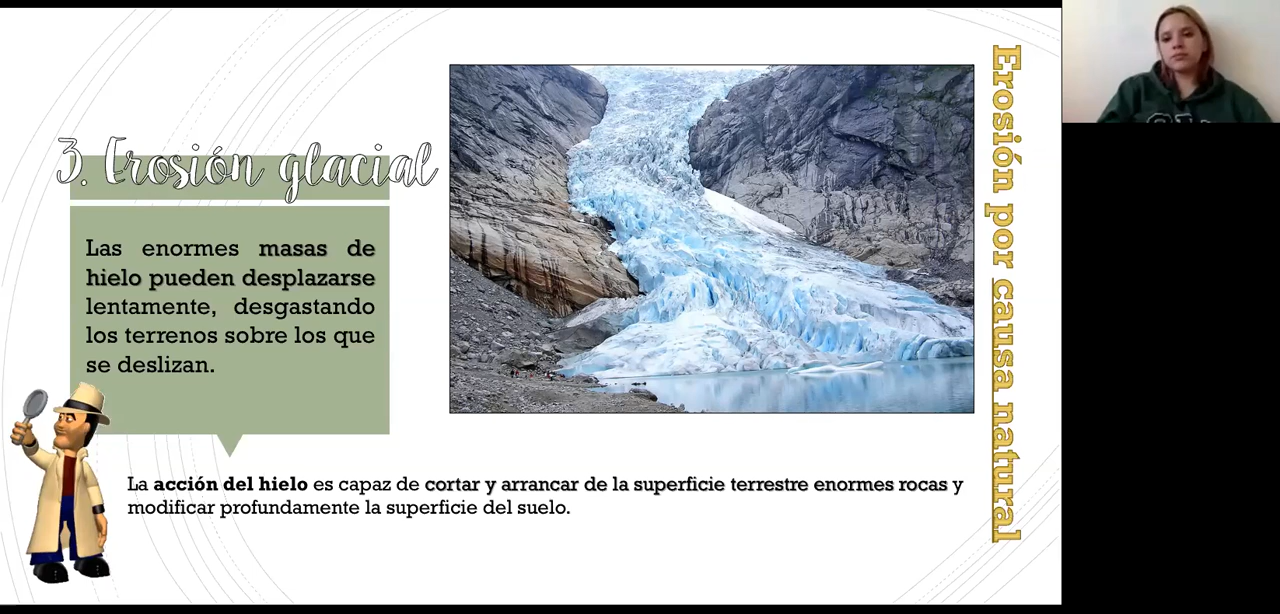 3. Erosión glacial
Las enormes masas de
hielo pueden desplazarse
lentamente, desgastando
los terrenos sobre los que
se deslizan.
La acción del hielo es capaz de cortar y arrancar de la superficie terrestre enormes rocas y
modificar profundamente la superficie del suelo.
Erosión por causa natural